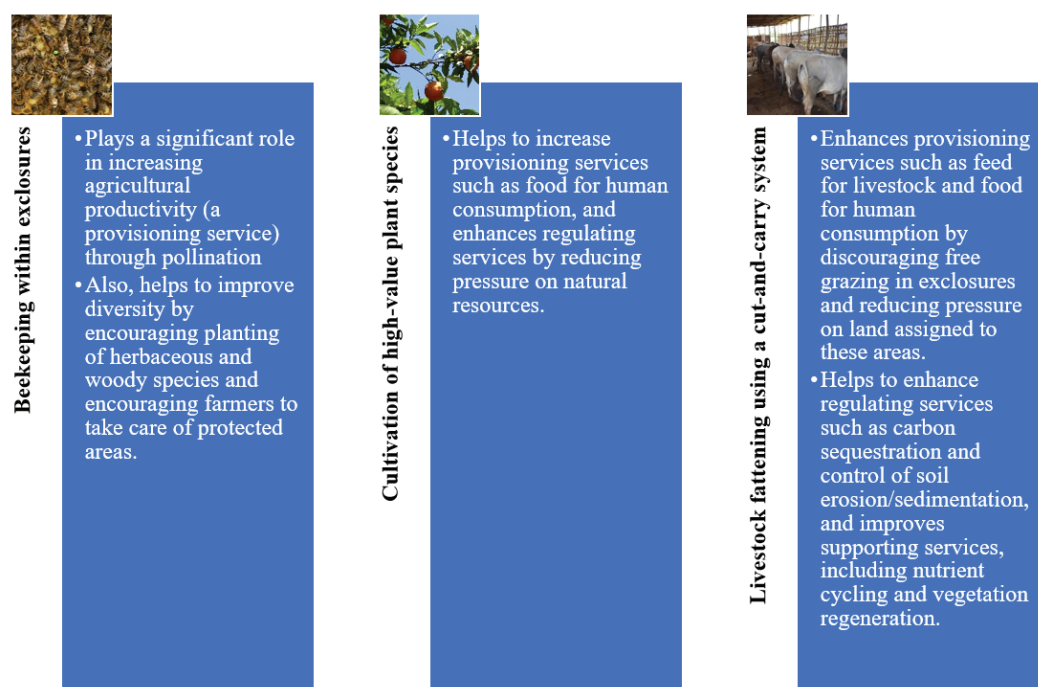 Beekeeping within exclosures
•Plays a significant role
in increasing
agricultural
productivity (a
provisioning service)
through pollination
•Also, helps to improve
diversity by
encouraging planting
of herbaceous and
woody species and
encouraging farmers to
take care of protected
areas.
Cultivation of high-value plant species
•Helps to increase
provisioning services
such as food for human
consumption, and
enhances regulating
services by reducing
pressure on natural
resources.
Livestock fattening using a cut-and-carry system
•Enhances provisioning
services such as feed
for livestock and food
for human
consumption by
discouraging free
grazing in exclosures
and reducing pressure
on land assigned to
these areas.
•Helps to enhance
regulating services
such as carbon
sequestration and
control of soil
erosion/sedimentation,
and improves
supporting services,
including nutrient
cycling and vegetation
regeneration.